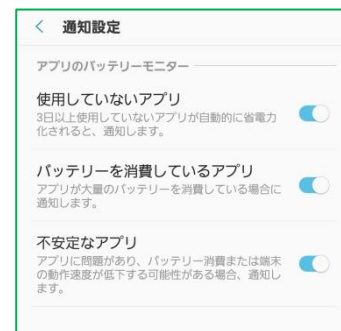 通知設定
アプリのバッテリーモニター
使用していないアプリ
3日以上使用していないアプリが自動的に省電力
化されると、通知します。
バッテリーを消費しているアプリ
アプリが大量のバッテリーを消費している場合に
通知します。
不安定なアプリ
アプリに問題があり、バッテリー消費または端末
の動作速度が低下する可能性がある場合、通知し
ます。